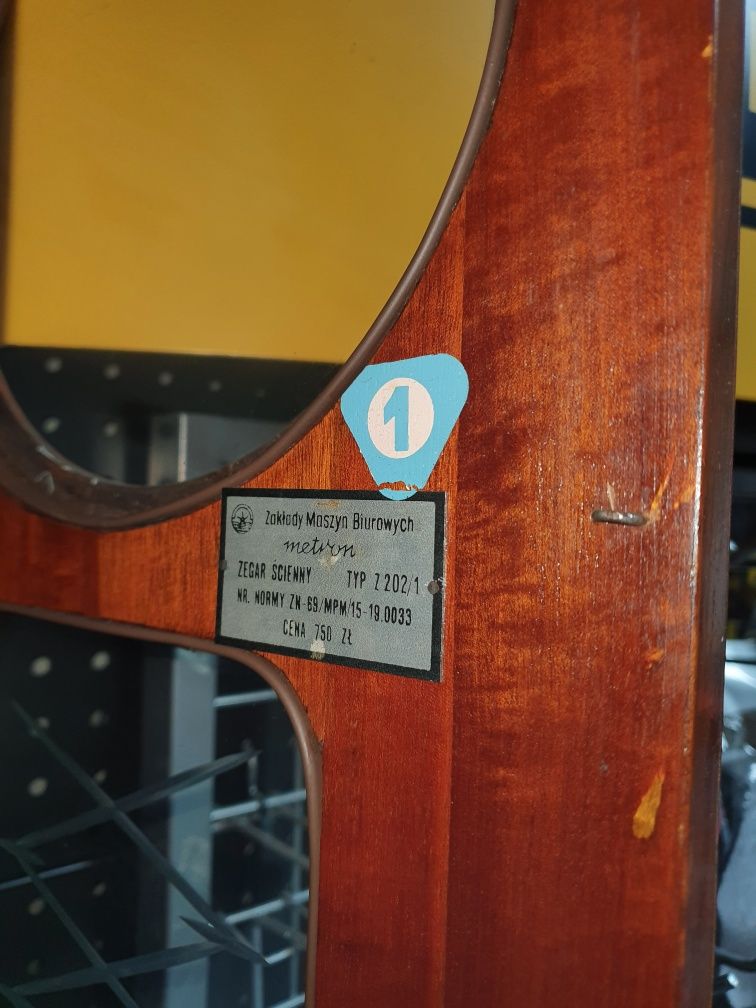 1
Zakłady Maszyn Biurowych
metron
ZEGAR ŚCIENNY TYP Z 202/1
NR. NORMY ZN-69/MPM/15-19.0033
CENA 750 ZŁ